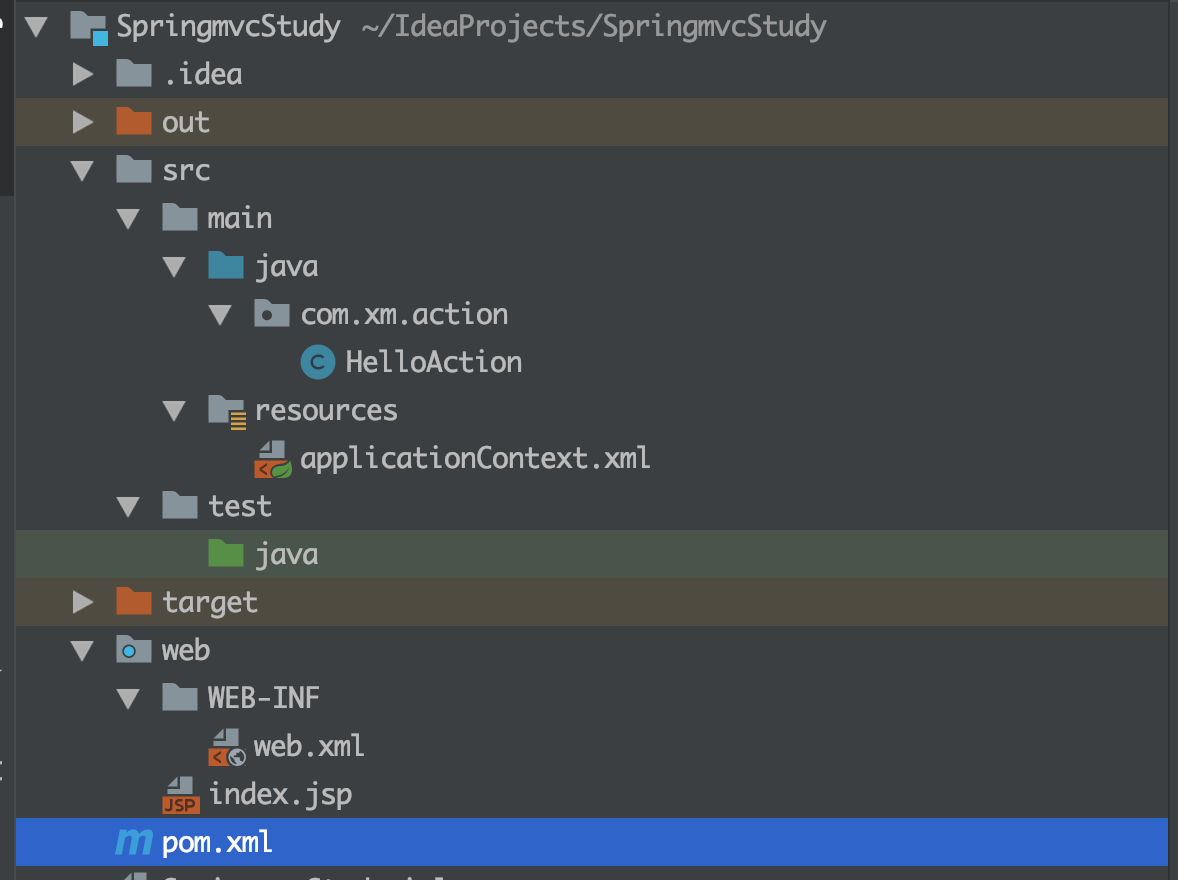 SpringmvcStudy ~/IdeaProjects/SpringmvcStudy
.idea
out
src
main
java
com.xm.action
C HelloAction
resources
applicationContext.xml
test
java
target
web
WEB-INF
web.xml
JSP index.jsp
m pom.xml